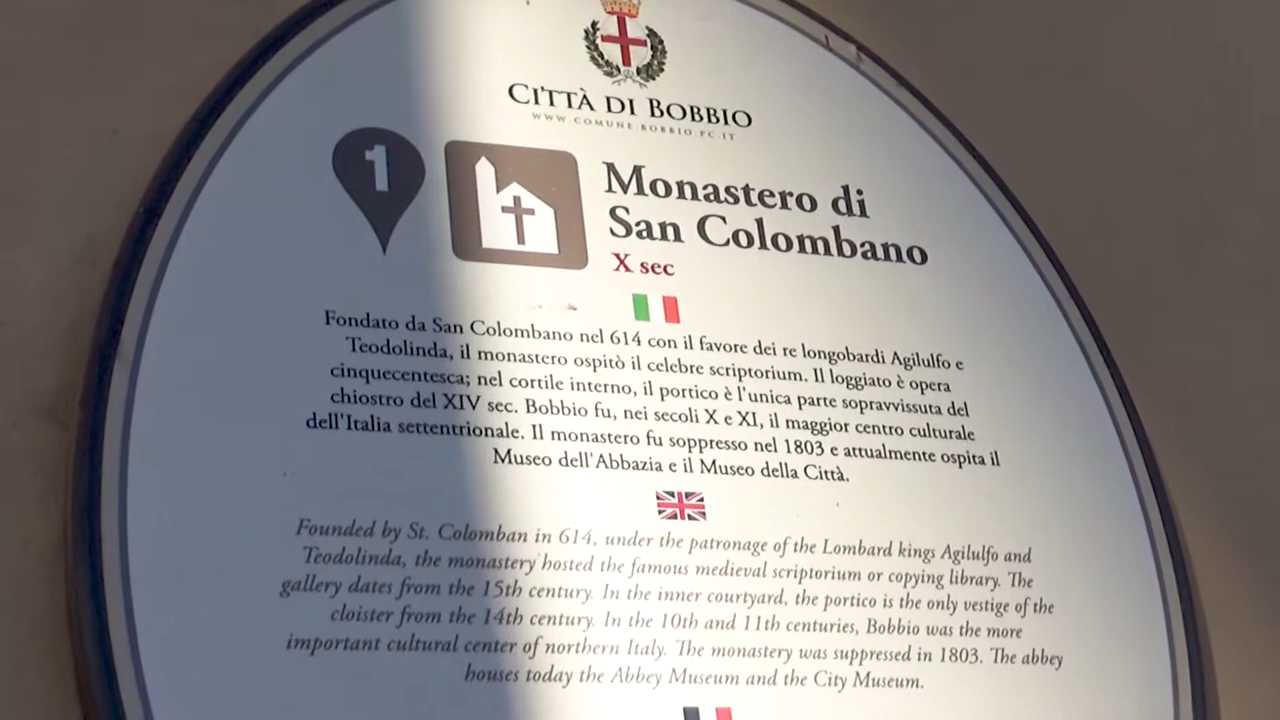 CITTÀ DI BOBBIO
WWW.COMUNE.BOBBIO.PC.IT
1
Monastero di
San Colombano
X sec
Fondato da San Colombano nel 614 con il favore dei re longobardi Agilulfo e
Teodolinda, il monastero ospitò il celebre scriptorium. Il loggiato è opera
cinquecentesca; nel cortile interno, il portico è l'unica parte sopravvissuta del
chiostro del XIV sec. Bobbio fu, nei secoli X e XI, il maggior centro culturale
dell'Italia settentrionale. Il monastero fu soppresso nel 1803 e attualmente ospita il
Museo dell'Abbazia e il Museo della Città.
Founded by St. Colomban in 614, under the patronage of the Lombard kings Agilulfo and
Teodolinda, the monastery hosted the famous medieval scriptorium or copying library. The
gallery dates from the 15th century. In the inner courtyard, the portico is the only vestige of the
cloister from the 14th century. In the 10th and 11th centuries, Bobbio was the more
important cultural center of northern Italy. The monastery was suppressed in 1803. The abbey
houses today the Abbey Museum and the City Museum.